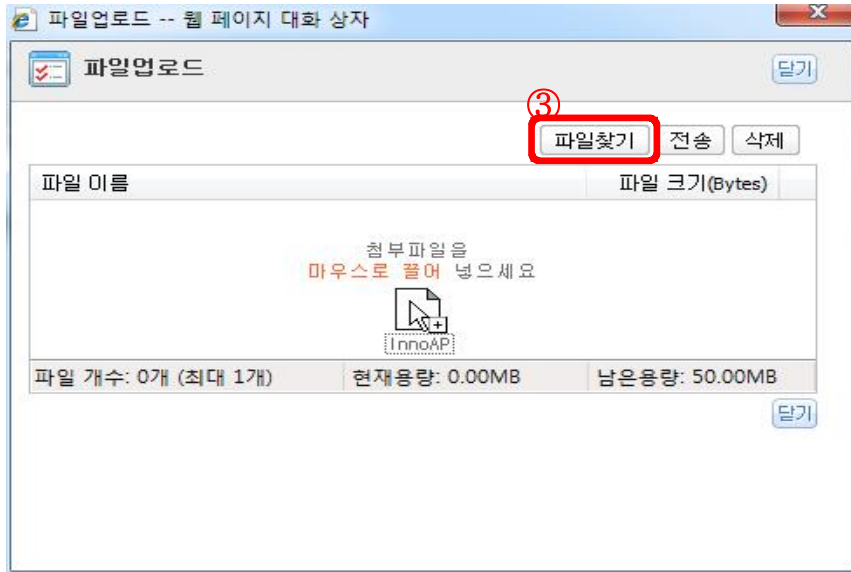 파일업로드 -- 웹 페이지 대화 상자
파일업로드
닫기
③
파일찾기 전송 삭제
파일 이름 파일 크기(Bytes)
첨부파일을
마우스로 끌어 넣으세요
InnoAP
파일 개수: 0개 (최대 1개) 현재용량: 0.00MB 남은용량: 50.00MB
닫기